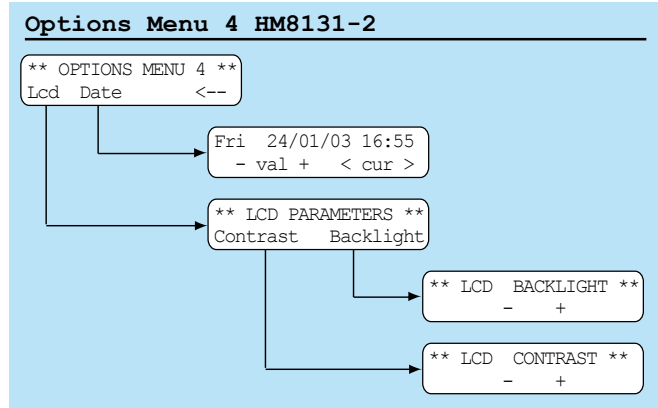 Options Menu 4 HM8131-2
** OPTIONS MENU 4 **
Lcd Date <--
Fri 24/01/03 16:55
- val + < cur >
** LCD PARAMETERS **
Contrast Backlight
** LCD BACKLIGHT **
- +
** LCD CONTRAST **
- +